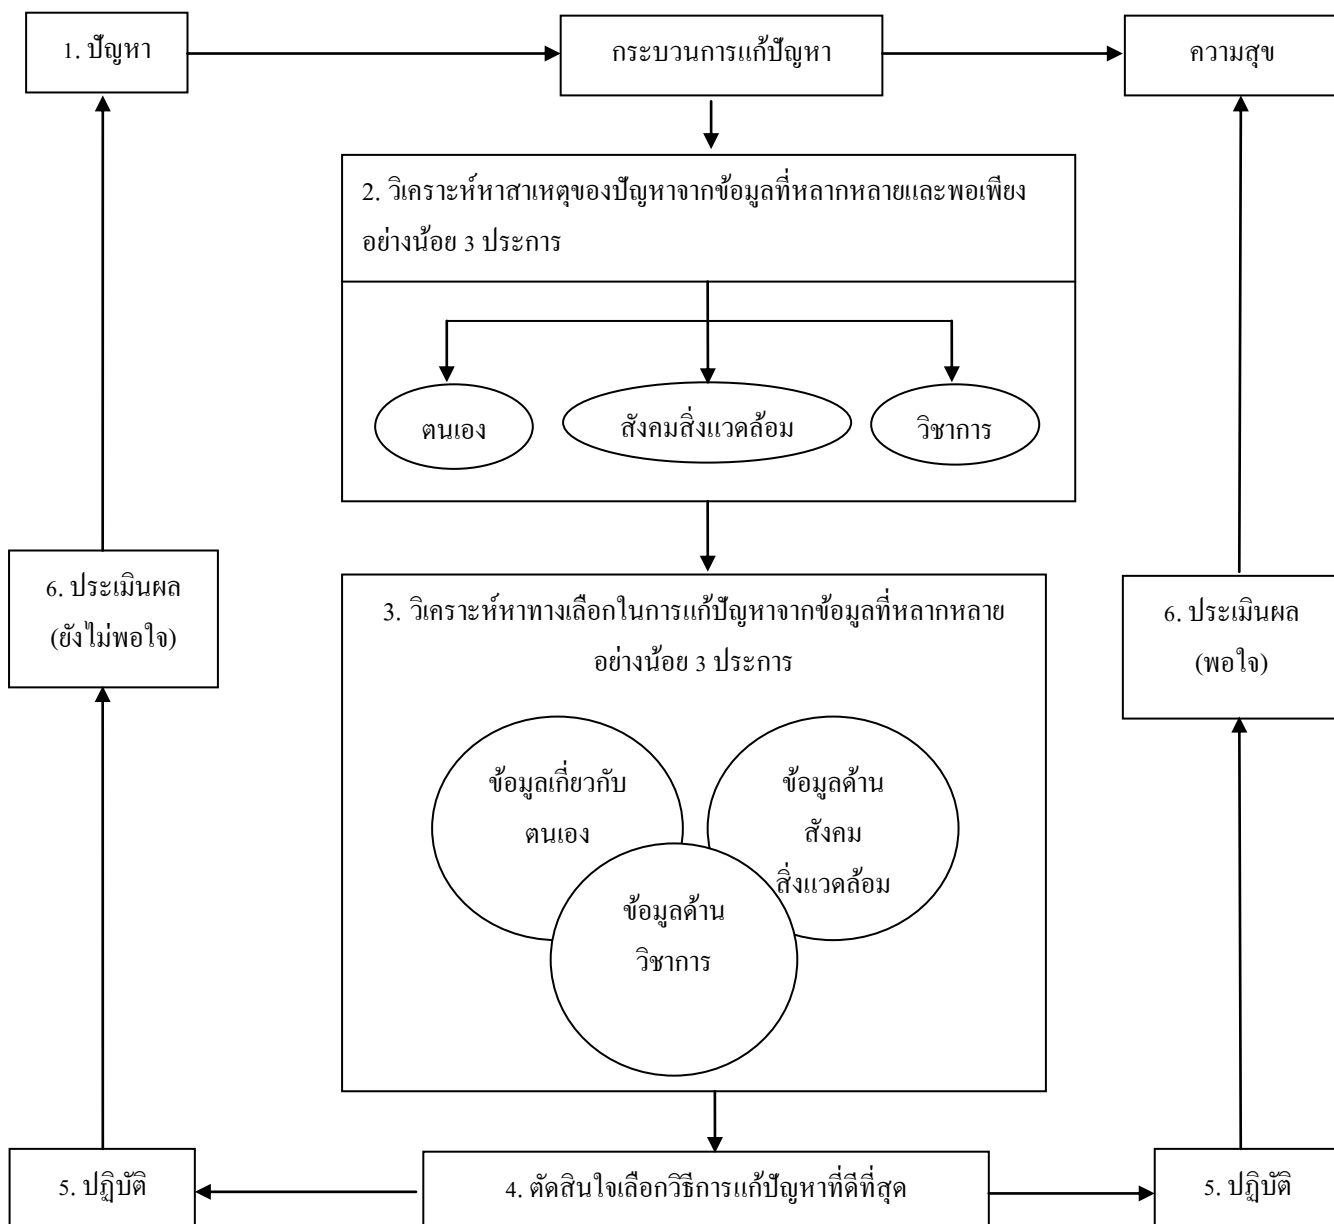 1. ปัญหา
กระบวนการแก้ปัญหา
ความสุข
2. วิเคราะห์หาสาเหตุของปัญหาจากข้อมูลที่หลากหลายและพอเพียง
อย่างน้อย 3 ประการ
ตนเอง
สังคมสิ่งแวดล้อม
วิชาการ
6. ประเมินผล
(ยังไม่พอใจ)
3. วิเคราะห์หาทางเลือกในการแก้ปัญหาจากข้อมูลที่หลากหลาย
อย่างน้อย 3 ประการ
6. ประเมินผล
(พอใจ)
ข้อมูลเกี่ยวกับ
ตนเอง
ข้อมูลด้าน
สังคม
สิ่งแวดล้อม
ข้อมูลด้าน
วิชาการ
5. ปฏิบัติ
4. ตัดสินใจเลือกวิธีการแก้ปัญหาที่ดีที่สุด
5. ปฏิบัติ